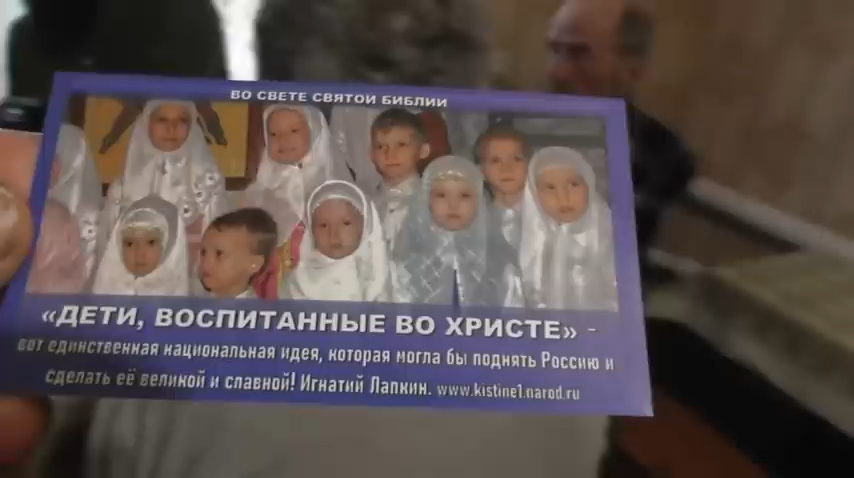 ВО СВЕТЕ СВЯТОЙ БИБЛИИ
«ДЕТИ, ВОСПИТАННЫЕ ВО ХРИСТЕ» -
вот единственная национальная идея, которая могла бы поднять Россию и
сделать её великой и славной! Игнатий Лапкин. www.kistine1.narod.ru